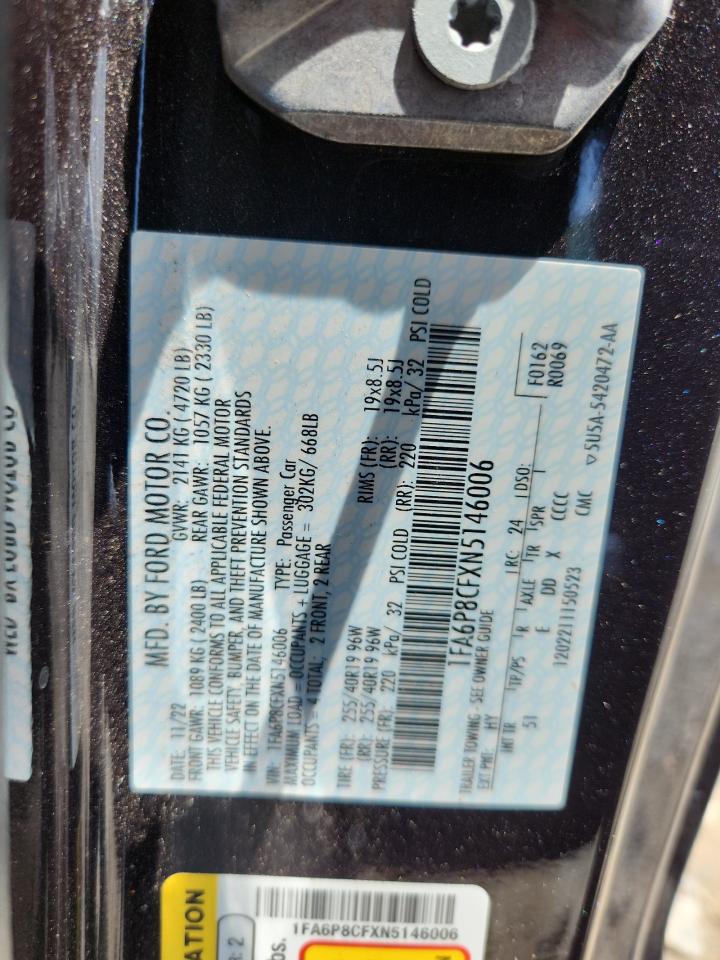 MFD. BY FORD MOTOR CO.
DATE: 11/22 GVWR: 2141 KG ( 4720 LB)
FRONT GAWR: 1089 KG ( 2400 LB) REAR GAWR: 1057 KG ( 2330 LB)
THIS VEHICLE CONFORMS TO ALL APPLICABLE FEDERAL MOTOR
VEHICLE SAFETY, BUMPER, AND THEFT PREVENTION STANDARDS
IN EFFECT ON THE DATE OF MANUFACTURE SHOWN ABOVE.
VIN: 1FA6P8CFXN5146006 TYPE: Passenger Car
MAXIMUM LOAD = OCCUPANTS + LUGGAGE = 302KG/ 668LB
OCCUPANTS = 4 TOTAL, 2 FRONT, 2 REAR
TIRE (FR): 255/40R19 96W RIMS (FR): 19x8.5J
(RR): 255/40R19 96W (RR): 19x8.5J
PRESSURE (FR): 220 kPa/ 32 PSI COLD (RR): 220 kPa/ 32 PSI COLD
1FA6P8CFXN5146006
TRAILER TOWING - SEE OWNER GUIDE
EXT PNT: HY RC: 24 DSO: F0162
R0069
INT TR TP/PS R AXLE TR SPR
51 E DD X CCCC
12022111150523 CMC ▽5U5A-5420472-AA
ATION
R: 2
bs.
1FA6P8CFXN5146006